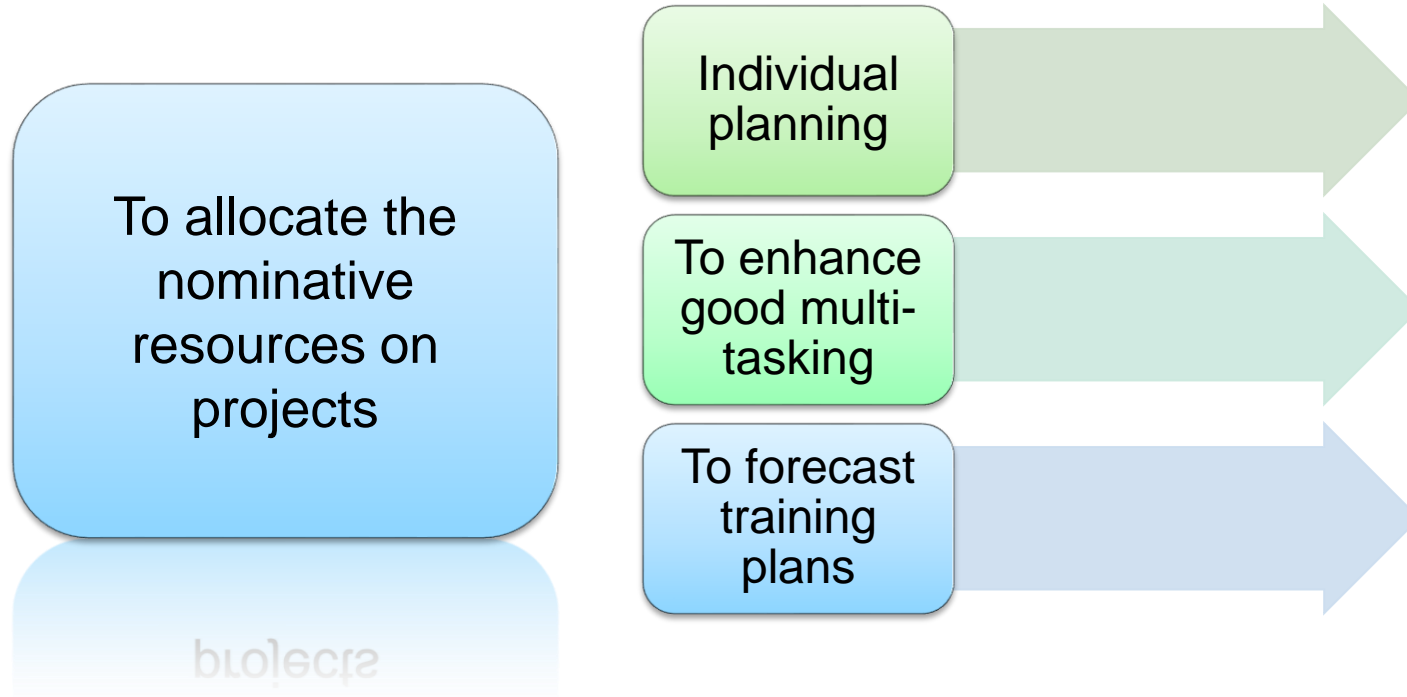 To allocate the
nominative
resources on
projects
Individual
planning
To enhance
good multi-
tasking
To forecast
training
plans